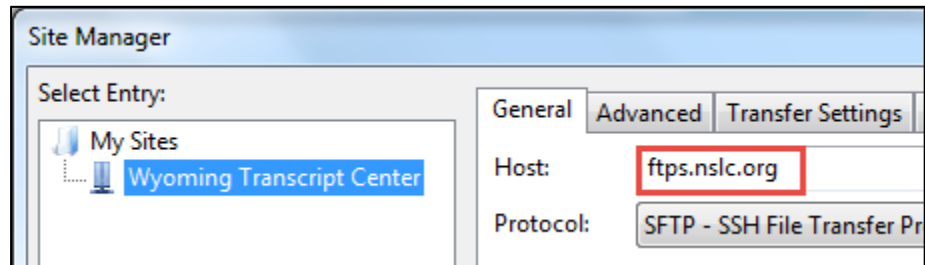 Site Manager
Select Entry:
My Sites
Wyoming Transcript Center
General Advanced Transfer Settings
Host: ftps.nslc.org
Protocol: SFTP - SSH File Transfer Pr